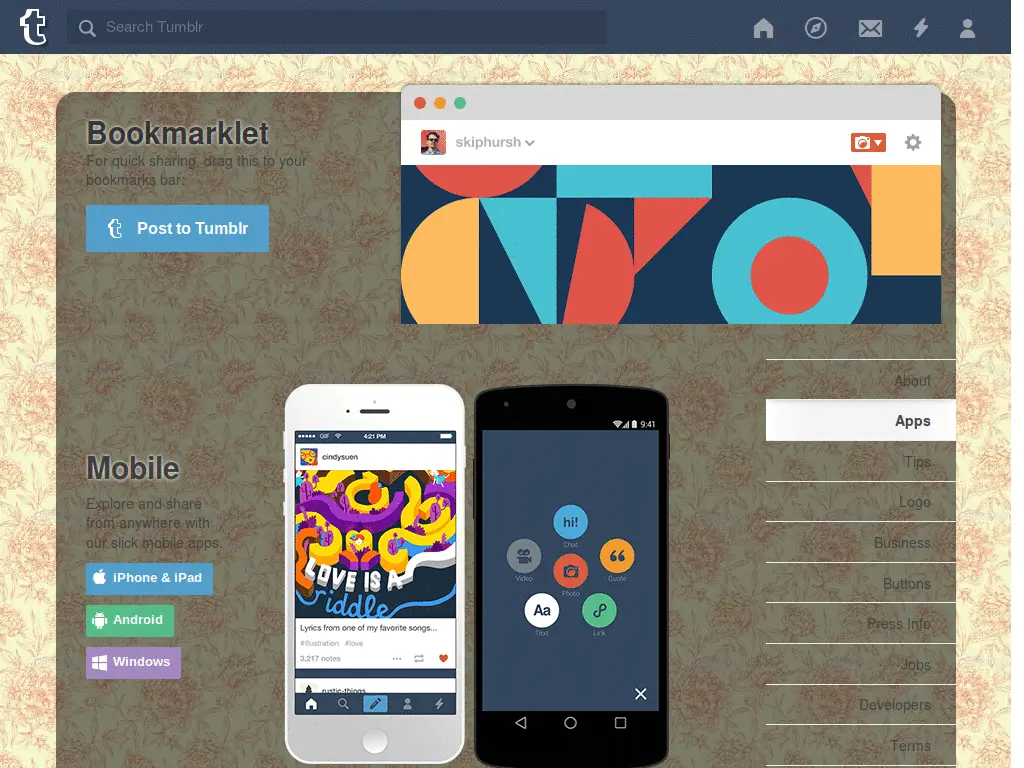 Search Tumblr
Bookmarklet
For quick sharing, drag this to your
bookmarks bar:
Post to Tumblr
skiphursh
Mobile
Explore and share
from anywhere with
our slick mobile apps.
iPhone & iPad
Android
Windows
4:21 PM
cindysuen
LOVE IS A
riddle
Lyrics from one of my favorite songs...
#illustration #love
3,217 notes
rustic-things
9:41
hi!
Chat
Video
Quote
Photo
Aa
Text
Link
About
Apps
Tips
Logo
Business
Buttons
Press Info
Jobs
Developers
Terms